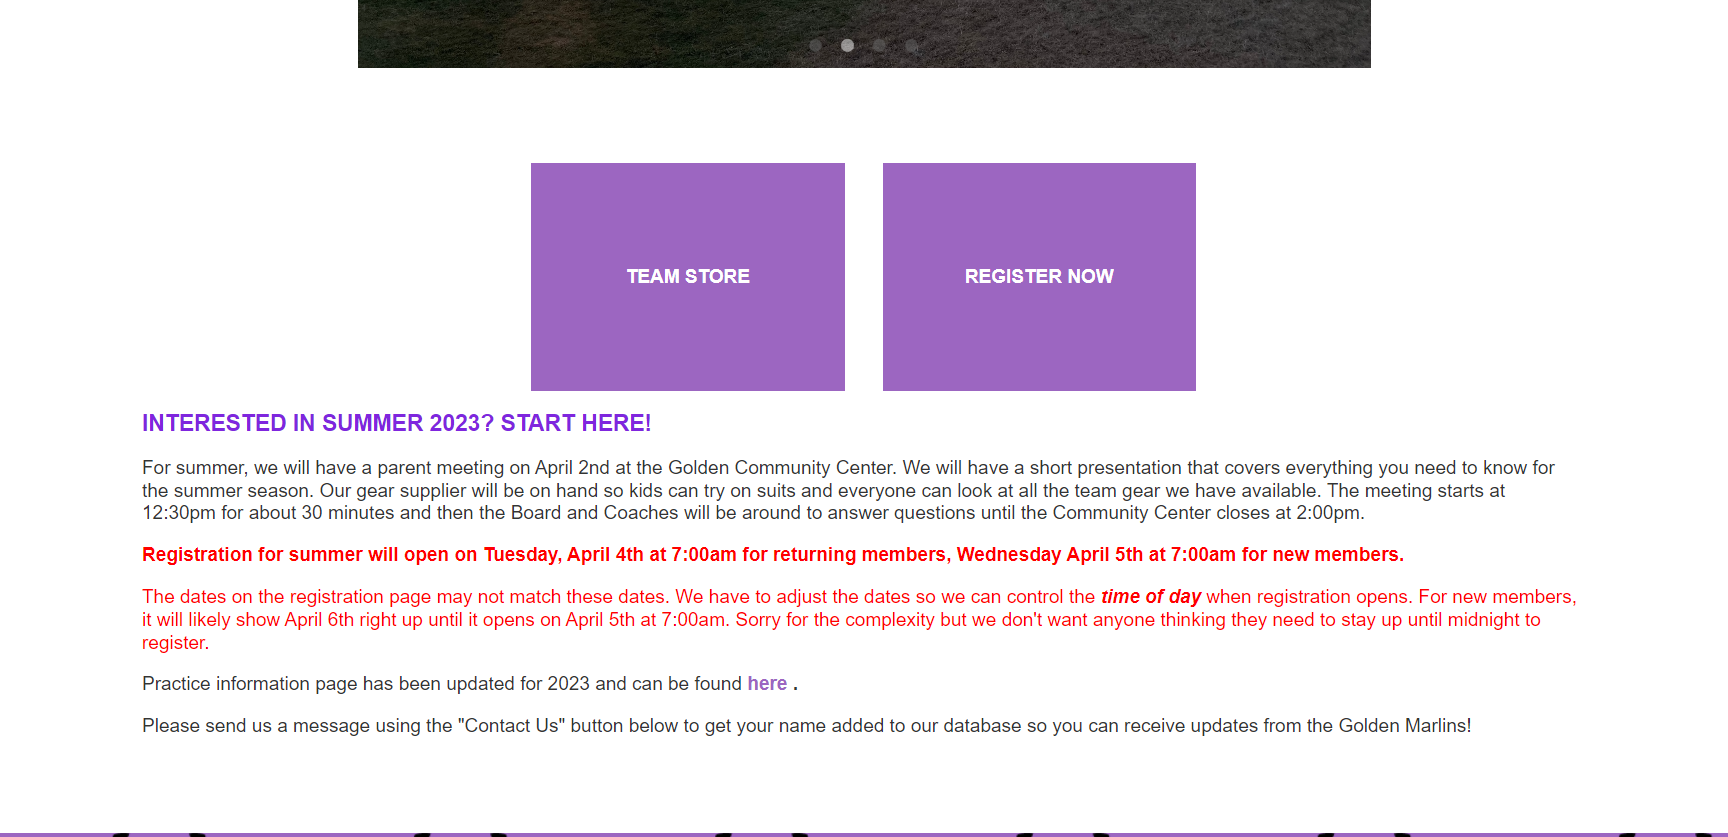 TEAM STORE
REGISTER NOW
INTERESTED IN SUMMER 2023? START HERE!
For summer, we will have a parent meeting on April 2nd at the Golden Community Center. We will have a short presentation that covers everything you need to know for
the summer season. Our gear supplier will be on hand so kids can try on suits and everyone can look at all the team gear we have available. The meeting starts at
12:30pm for about 30 minutes and then the Board and Coaches will be around to answer questions until the Community Center closes at 2:00pm.
Registration for summer will open on Tuesday, April 4th at 7:00am for returning members, Wednesday April 5th at 7:00am for new members.
The dates on the registration page may not match these dates. We have to adjust the dates so we can control the time of day when registration opens. For new members,
it will likely show April 6th right up until it opens on April 5th at 7:00am. Sorry for the complexity but we don't want anyone thinking they need to stay up until midnight to
register.
Practice information page has been updated for 2023 and can be found here .
Please send us a message using the "Contact Us" button below to get your name added to our database so you can receive updates from the Golden Marlins!